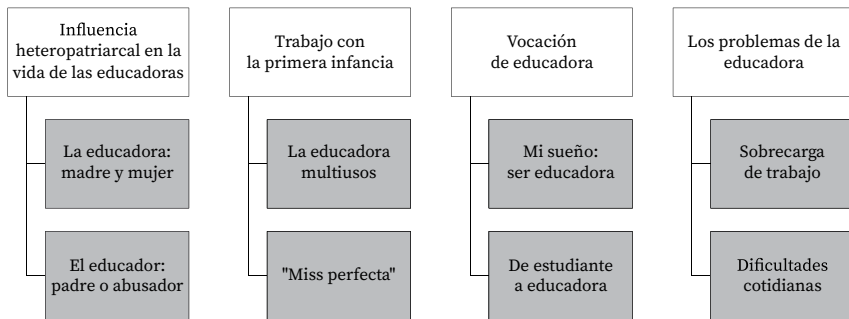 Influencia
heteropatriarcal en la
vida de las educadoras
La educadora:
madre y mujer
El educador:
padre o abusador
Trabajo con
la primera infancia
La educadora
multiusos
"Miss perfecta"
Vocación
de educadora
Mi sueño:
ser educadora
De estudiante
a educadora
Los problemas de la
educadora
Sobrecarga
de trabajo
Dificultades
cotidianas